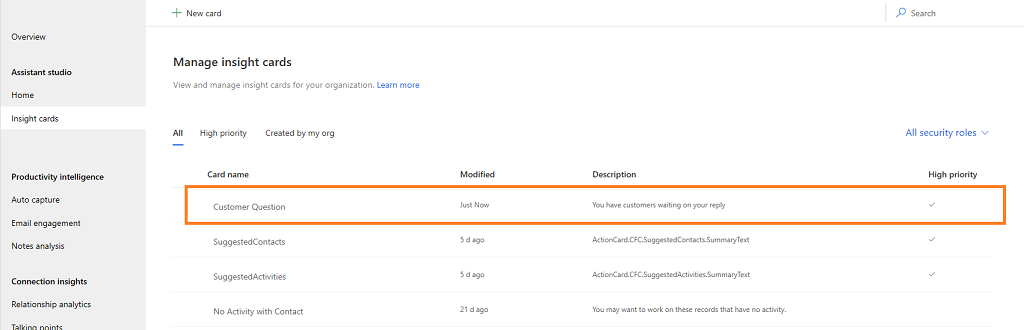 New card
Search
Overview
Assistant studio
Home
Insight cards
Productivity intelligence
Auto capture
Email engagement
Notes analysis
Connection insights
Relationship analytics
Talking points
Manage insight cards
View and manage insight cards for your organization. Learn more
All High priority Created by my org All security roles
Card name Modified Description High priority
Customer Question Just Now You have customers waiting on your reply
SuggestedContacts 5 d ago ActionCard.CFC.SuggestedContacts.SummaryText
SuggestedActivities 5 d ago ActionCard.CFC.SuggestedActivities.SummaryText
No Activity with Contact 21 d ago You may want to work on these records that have no activity.